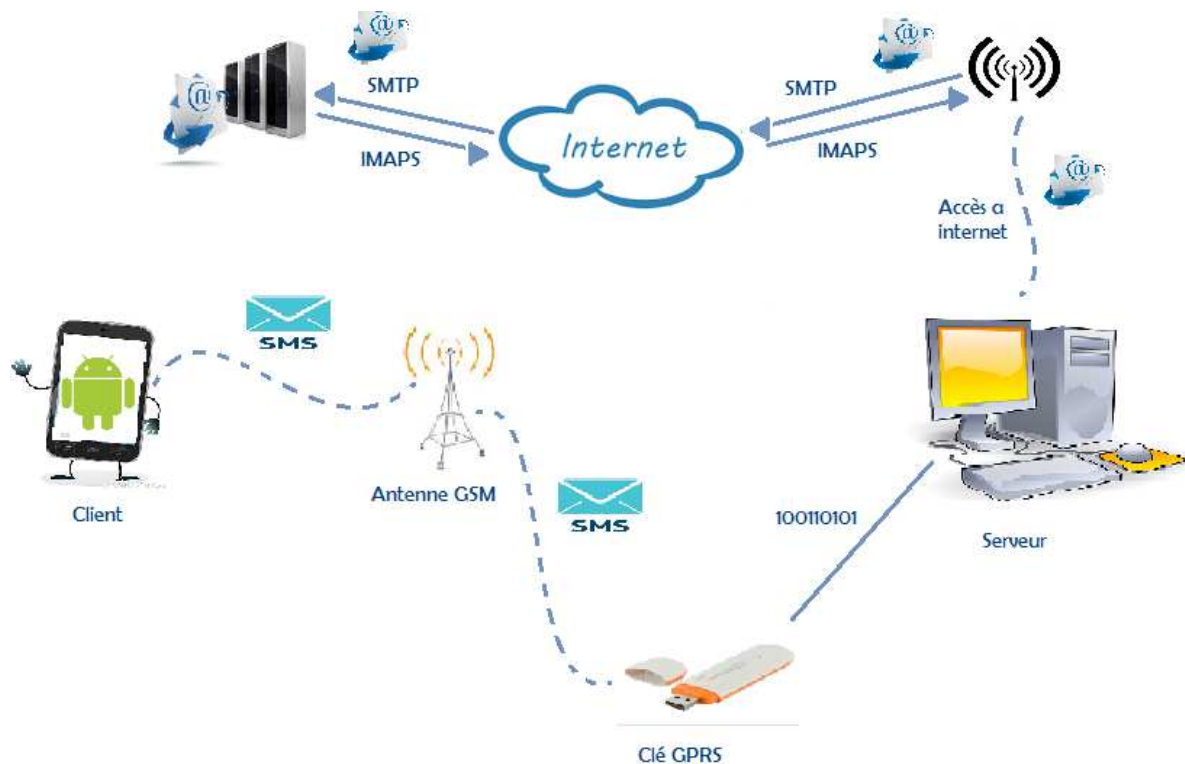 SMTP
SMTP
Internet
IMAPS
IMAPS
Accès a
internet
SMS
Antenne GSM
SMS
Client
100110101
Serveur
Clé GPRS